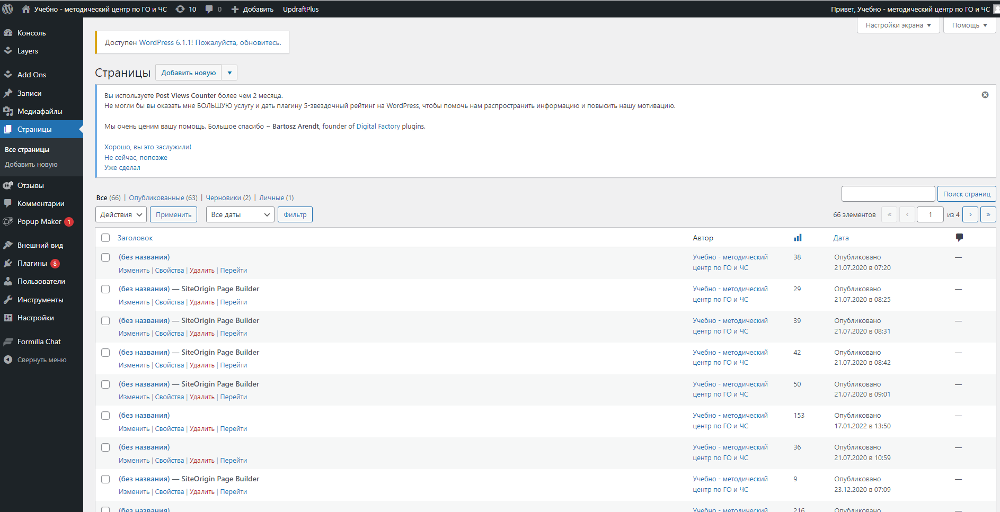 Учебно - методический центр по ГО и ЧС 10 0 Добавить UpdraftPlus Привет, Учебно - методический центр по ГО и ЧС
Консоль
Layers
Add Ons
Записи
Медиафайлы
Страницы
Все страницы
Добавить новую
Отзывы
Комментарии
Popup Maker 1
Внешний вид
Плагины 8
Пользователи
Инструменты
Настройки
Formilla Chat
Свернуть меню
Настройки экрана ▼ Помощь ▼
Доступен WordPress 6.1.1! Пожалуйста, обновитесь.
Страницы Добавить новую ▼
Вы используете Post Views Counter более чем 2 месяца.
Не могли бы вы оказать мне БОЛЬШУЮ услугу и дать плагину 5-звездочный рейтинг на WordPress, чтобы помочь нам распространить информацию и повысить нашу мотивацию.
Мы очень ценим вашу помощь. Большое спасибо ~ Bartosz Arendt, founder of Digital Factory plugins.
Хорошо, вы это заслужили!
Не сейчас, попозже
Уже сделал
Все (66) | Опубликованные (63) | Черновики (2) | Личные (1)
Поиск страниц
Действия Применить Все даты Фильтр
66 элементов « ‹ 1 из 4 › »
Заголовок Автор Дата
(без названия) Учебно - методический 38 Опубликовано —
центр по ГО и ЧС 21.07.2020 в 07:20
Изменить | Свойства | Удалить | Перейти
(без названия) — SiteOrigin Page Builder Учебно - методический 29 Опубликовано —
центр по ГО и ЧС 21.07.2020 в 08:25
Изменить | Свойства | Удалить | Перейти
(без названия) — SiteOrigin Page Builder Учебно - методический 39 Опубликовано —
центр по ГО и ЧС 21.07.2020 в 08:31
Изменить | Свойства | Удалить | Перейти
(без названия) — SiteOrigin Page Builder Учебно - методический 42 Опубликовано —
центр по ГО и ЧС 21.07.2020 в 08:42
Изменить | Свойства | Удалить | Перейти
(без названия) — SiteOrigin Page Builder Учебно - методический 50 Опубликовано —
центр по ГО и ЧС 21.07.2020 в 09:01
Изменить | Свойства | Удалить | Перейти
(без названия) Учебно - методический 153 Опубликовано —
центр по ГО и ЧС 17.01.2022 в 13:50
Изменить | Свойства | Удалить | Перейти
(без названия) Учебно - методический 36 Опубликовано —
центр по ГО и ЧС 21.07.2020 в 10:59
Изменить | Свойства | Удалить | Перейти
(без названия) — SiteOrigin Page Builder Учебно - методический 9 Опубликовано —
центр по ГО и ЧС 23.12.2020 в 07:09
Изменить | Свойства | Удалить | Перейти
(без названия) Учебно - методический 216 Опубликовано —